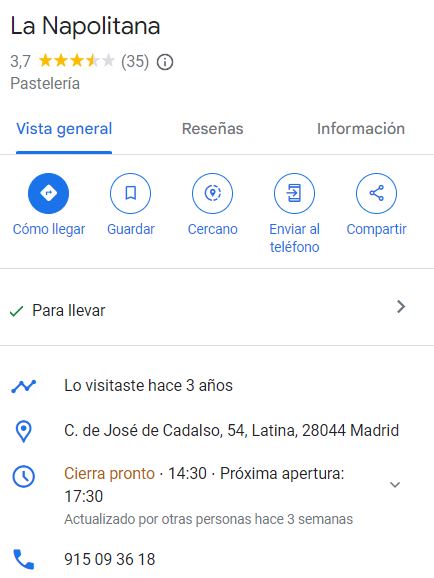 La Napolitana
3,7 (35)
Pastelería
Vista general Reseñas Información
Cómo llegar Guardar Cercano Enviar al Compartir
teléfono
Para llevar
Lo visitaste hace 3 años
C. de José de Cadalso, 54, Latina, 28044 Madrid
Cierra pronto · 14:30 · Próxima apertura:
17:30
Actualizado por otras personas hace 3 semanas
915 09 36 18